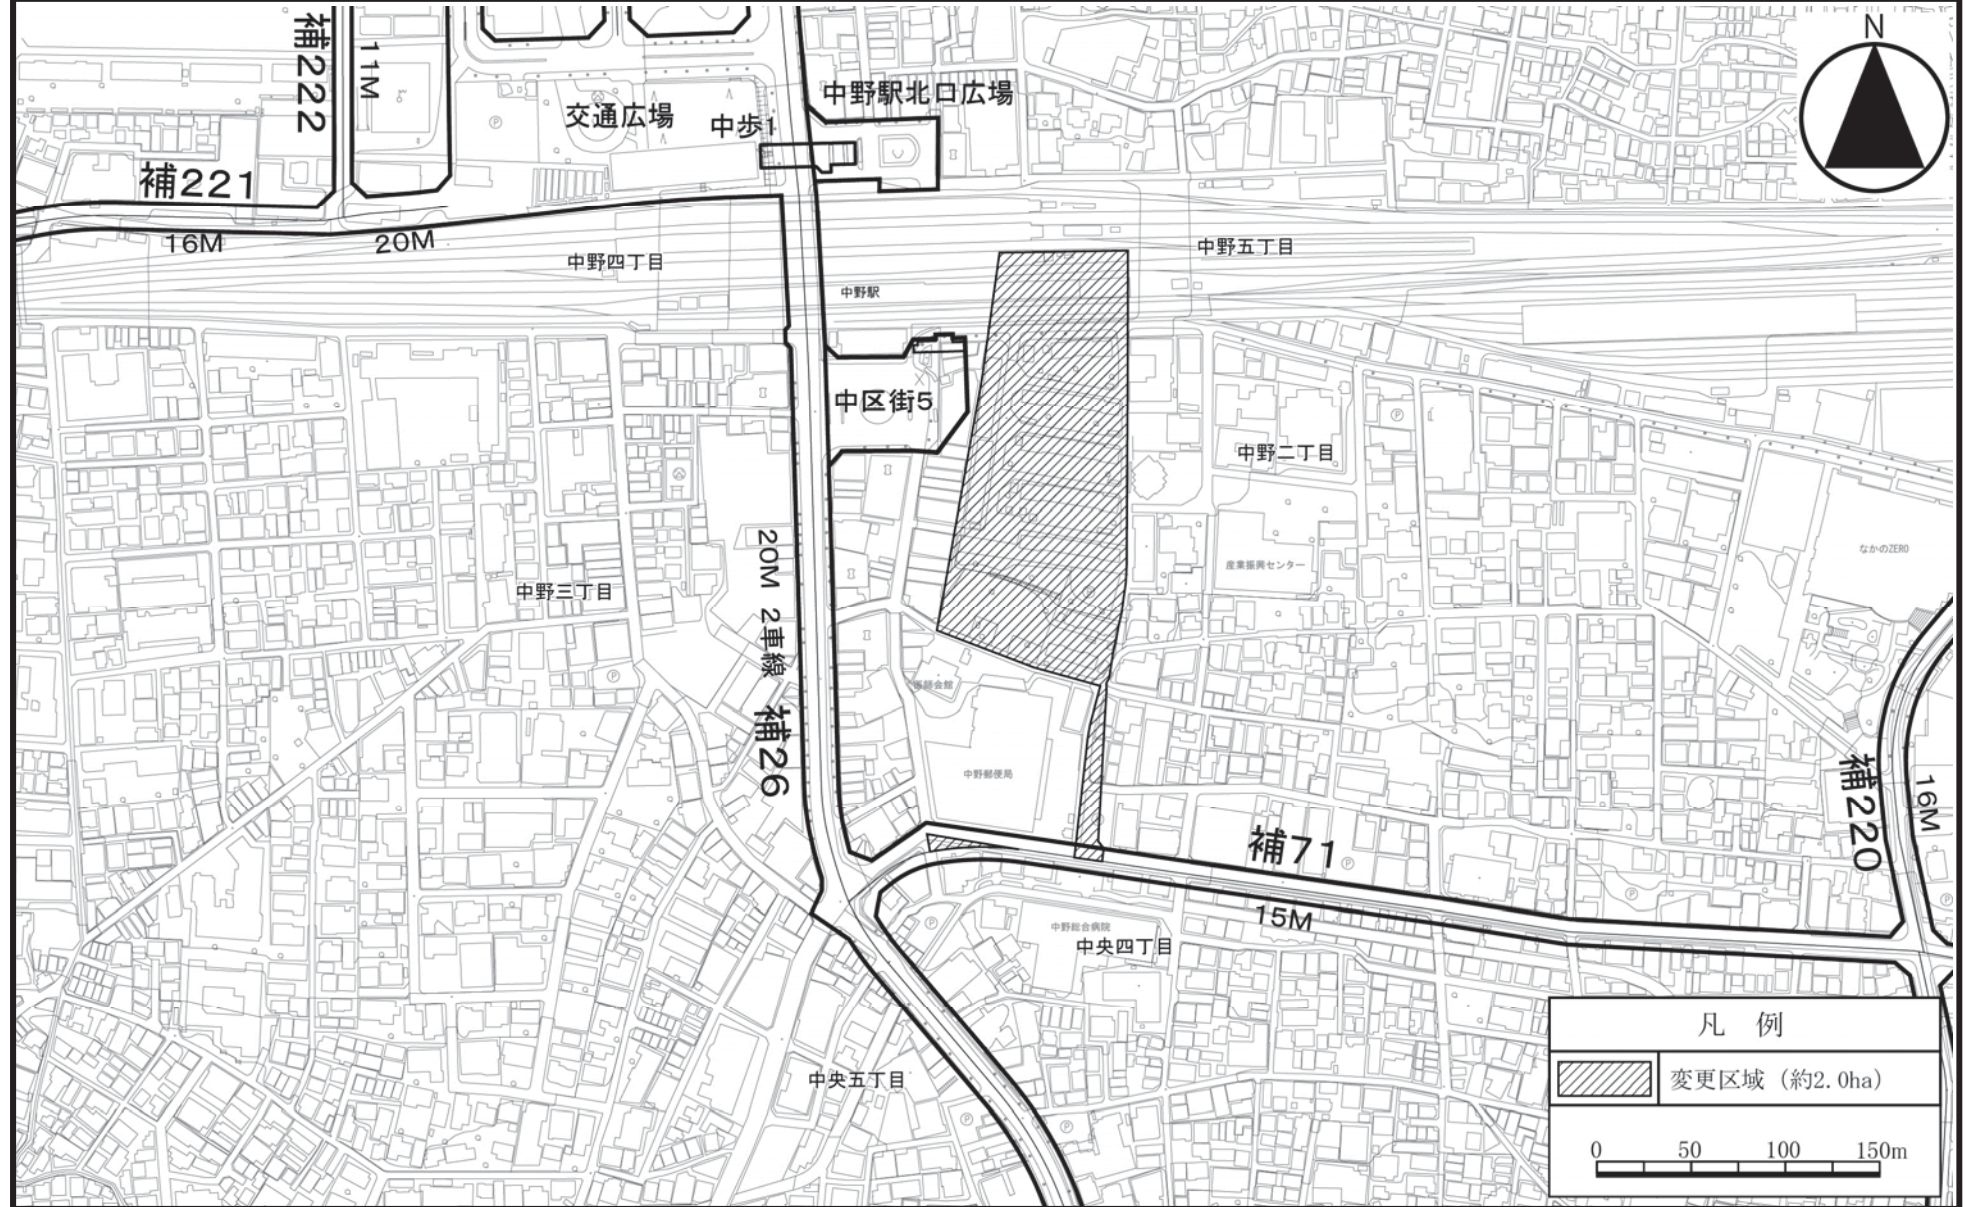 補222
11M
N
交通広場
中歩1
中野駅北口広場
補221
16M
20M
中野四丁目
中野五丁目
中野駅
中区街5
中野二丁目
産業振興センター
なかのZERO
中野三丁目
20M 2車線 補26
医師会館
中野郵便局
補71
15M
補220
16M
中野総合病院
中央四丁目
中央五丁目
凡 例
変更区域（約2.0ha）
0 50 100 150m